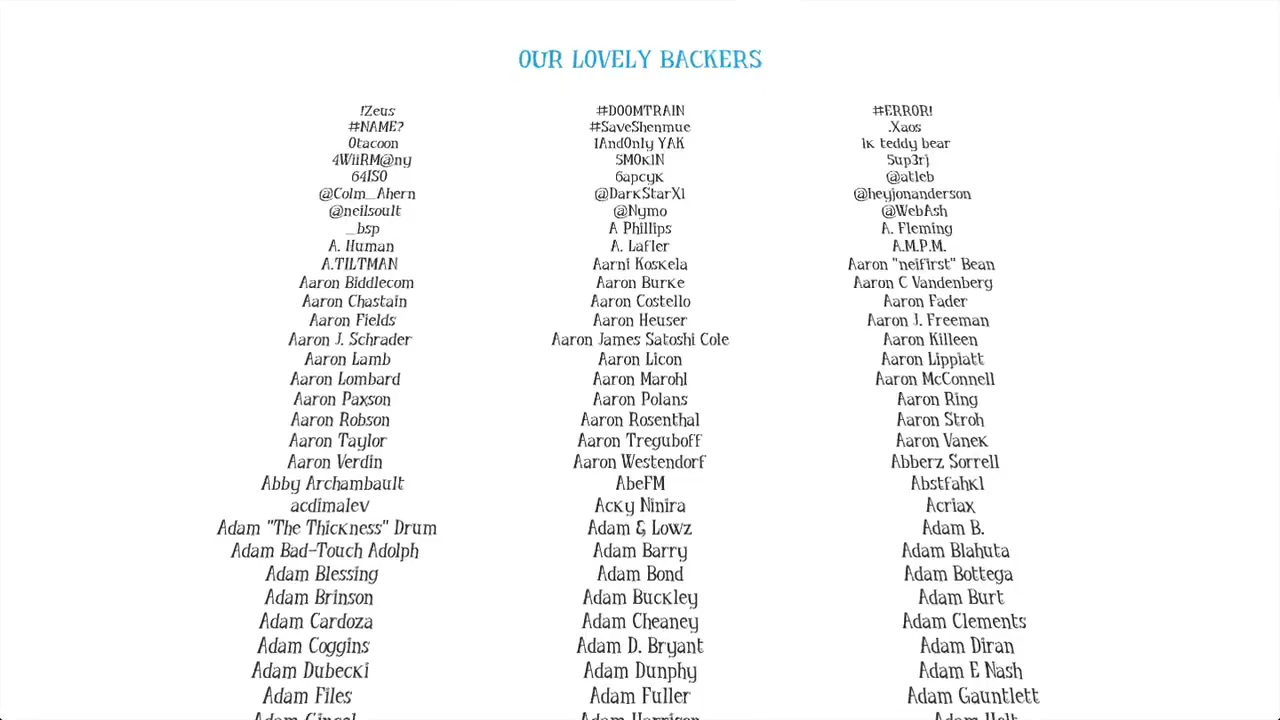 OUR LOVELY BACKERS
!Zeus #DOOMTRAIN #ERROR!
#NAME? #SaveShenmue .Xaos
0tacoon 1AndOnly YAK 1k teddy bear
4WiiRM@ny 5M0k1N 5up3rj
64ISO 6apcyk @atleb
@Colm_Ahern @DarkStarX1 @heyjonanderson
@neilsoult @Nymo @WebAsh
_bsp A Phillips A. Fleming
A. Human A. Lafler A.M.P.M.
A.TILTMAN Aarni Koskela Aaron "neifirst" Bean
Aaron Biddlecom Aaron Burke Aaron C Vandenberg
Aaron Chastain Aaron Costello Aaron Fader
Aaron Fields Aaron Heuser Aaron J. Freeman
Aaron J. Schrader Aaron James Satoshi Cole Aaron Killeen
Aaron Lamb Aaron Licon Aaron Lippiatt
Aaron Lombard Aaron Marohl Aaron McConnell
Aaron Paxson Aaron Polans Aaron Ring
Aaron Robson Aaron Rosenthal Aaron Stroh
Aaron Taylor Aaron Treguboff Aaron Vanek
Aaron Verdin Aaron Westendorf Abberz Sorrell
Abby Archambault AbeFM Abstfahk1
acdimalev Acky Ninira Acriax
Adam "The Thickness" Drum Adam & Lowz Adam B.
Adam Bad-Touch Adolph Adam Barry Adam Blahuta
Adam Blessing Adam Bond Adam Bottega
Adam Brinson Adam Buckley Adam Burt
Adam Cardoza Adam Cheaney Adam Clements
Adam Coggins Adam D. Bryant Adam Diran
Adam Dubecki Adam Dunphy Adam E Nash
Adam Files Adam Fuller Adam Gauntlett
Adam Adam Harrison Adam Holt